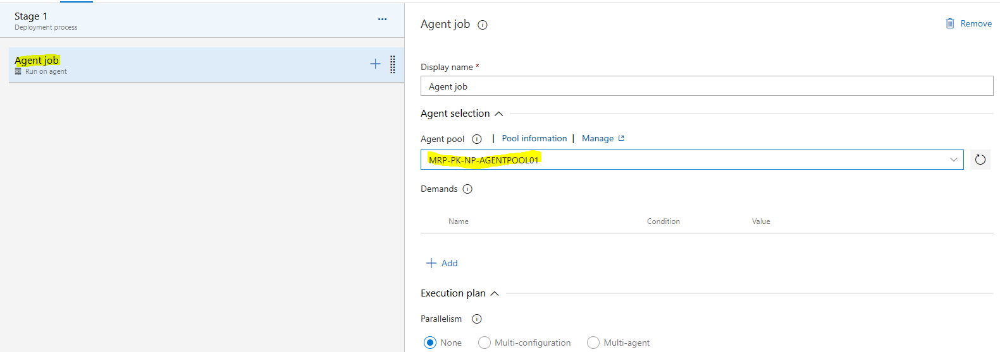 Stage 1
Deployment process
Agent job
Run on agent
Agent job
Remove
Display name *
Agent job
Agent selection
Agent pool | Pool information | Manage
MRP-PK-NP-AGENTPOOL01
Demands
Name Condition Value
Add
Execution plan
Parallelism
None Multi-configuration Multi-agent